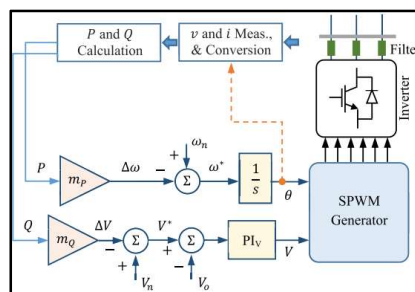 P and Q
Calculation
v and i Meas.,
& Conversion
Filte
Inverter
ω_n
P
m_P
Δω
−
+
Σ
ω*
1
s
θ
SPWM
Generator
Q
m_Q
ΔV
−
+
Σ
V_n
V*
+
−
Σ
V_o
PI_V
V